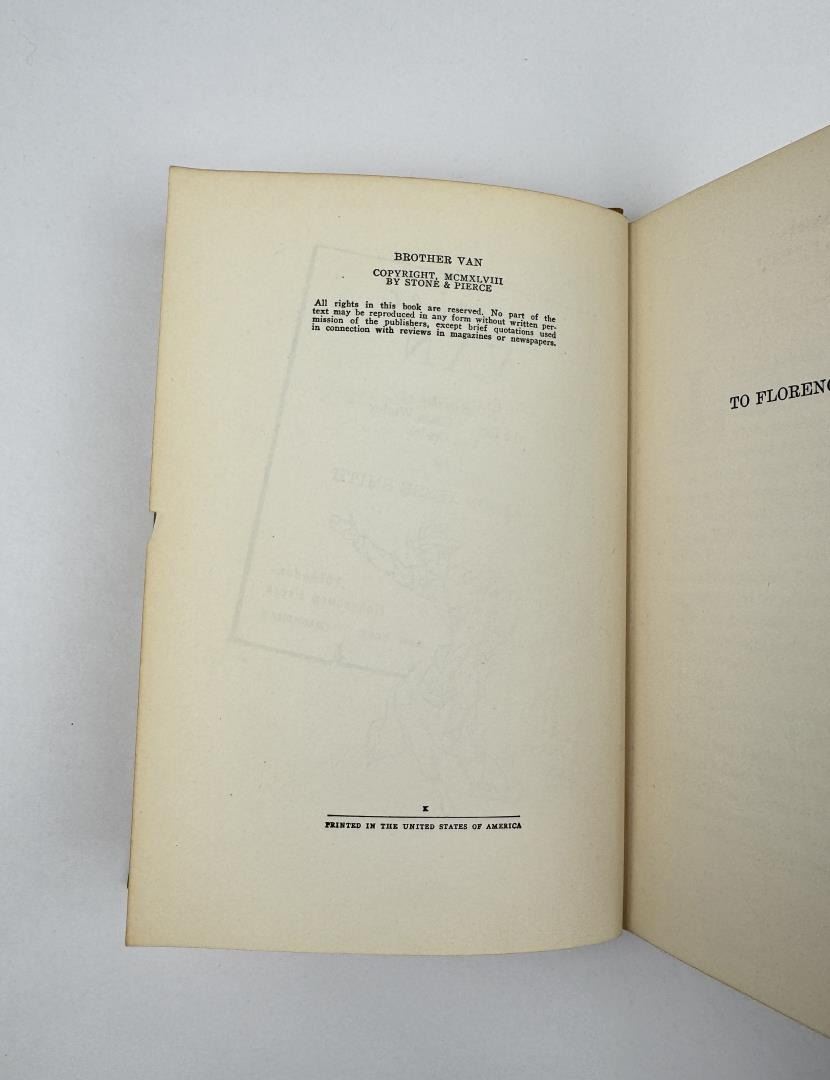 BROTHER VAN
COPYRIGHT, MCMXLVIII
BY STONE & PIERCE
All rights in this book are reserved. No part of the
text may be reproduced in any form without written per-
mission of the publishers, except brief quotations used
in connection with reviews in magazines or newspapers.
K
PRINTED IN THE UNITED STATES OF AMERICA
TO FLORENC